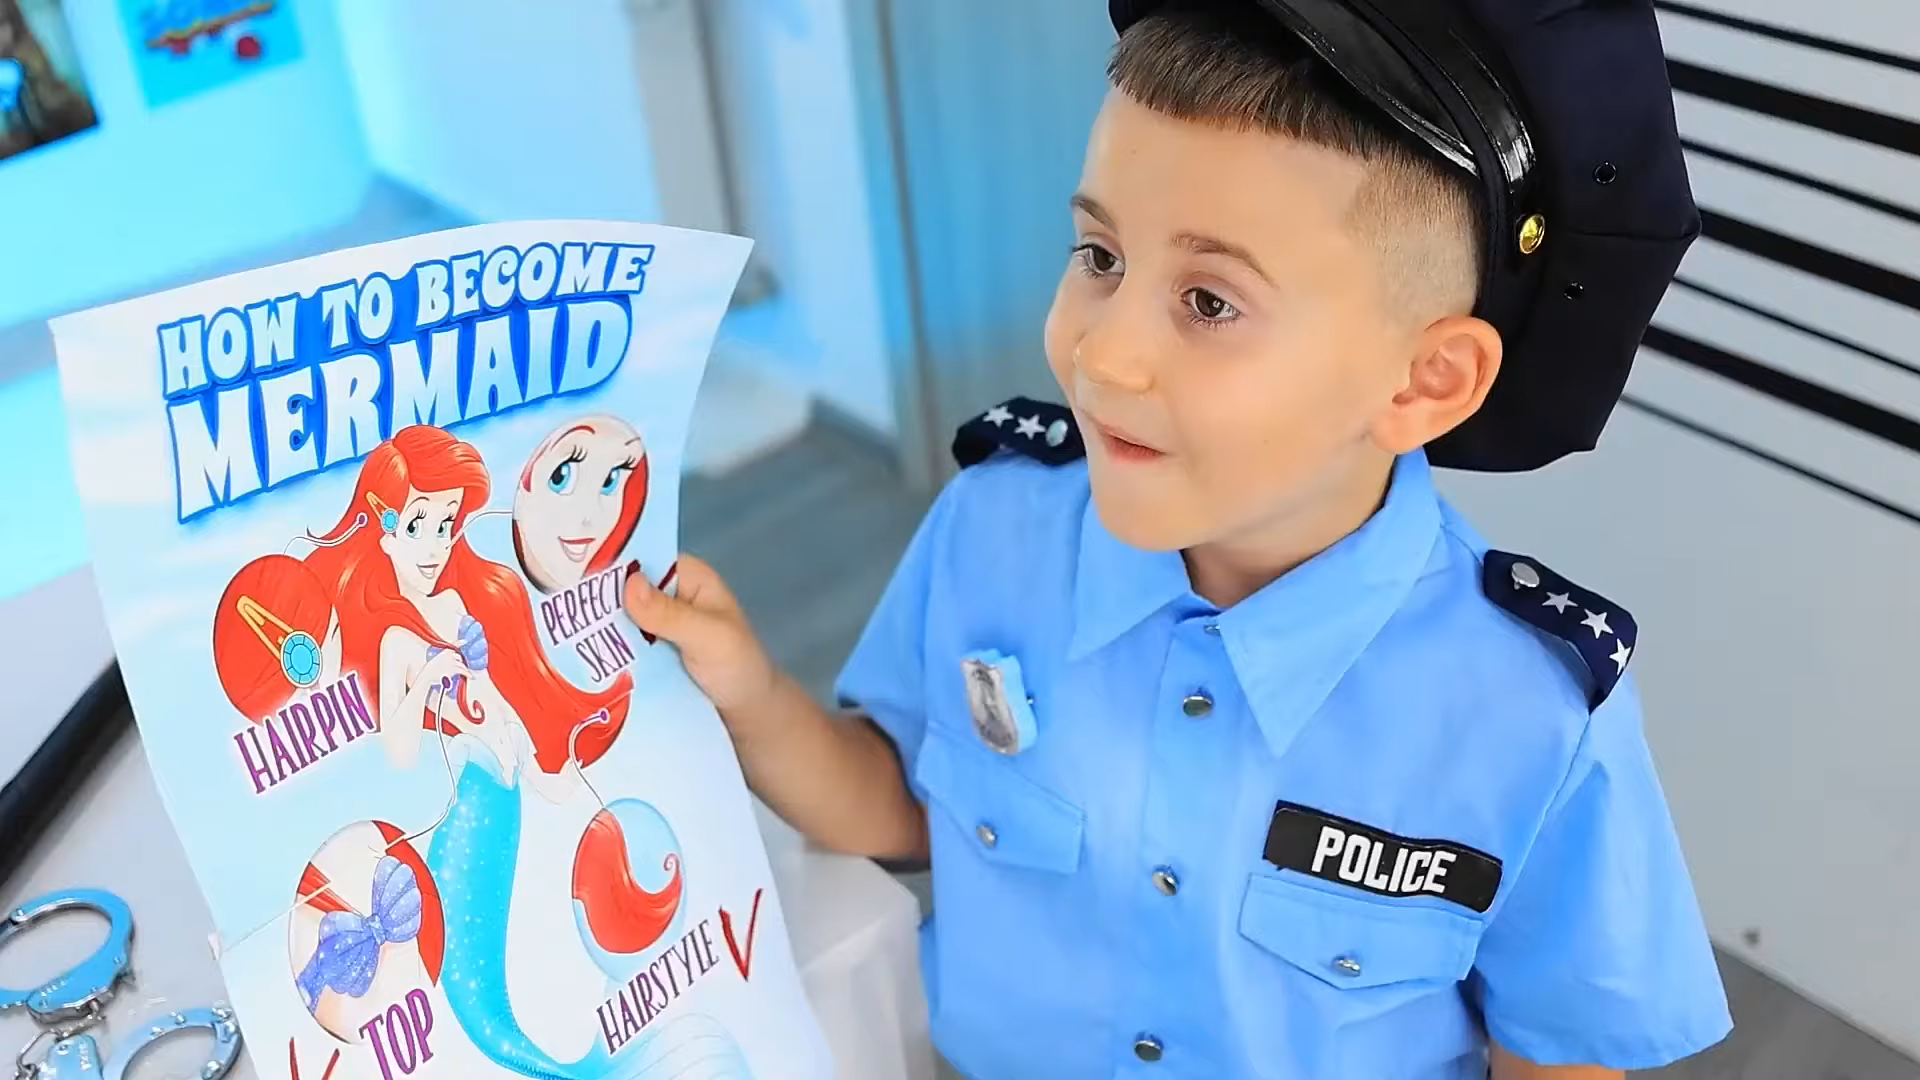 HOW TO BECOME
MERMAID
PERFECT
SKIN
HAIRPIN
POLICE
HAIRSTYLE
TOP